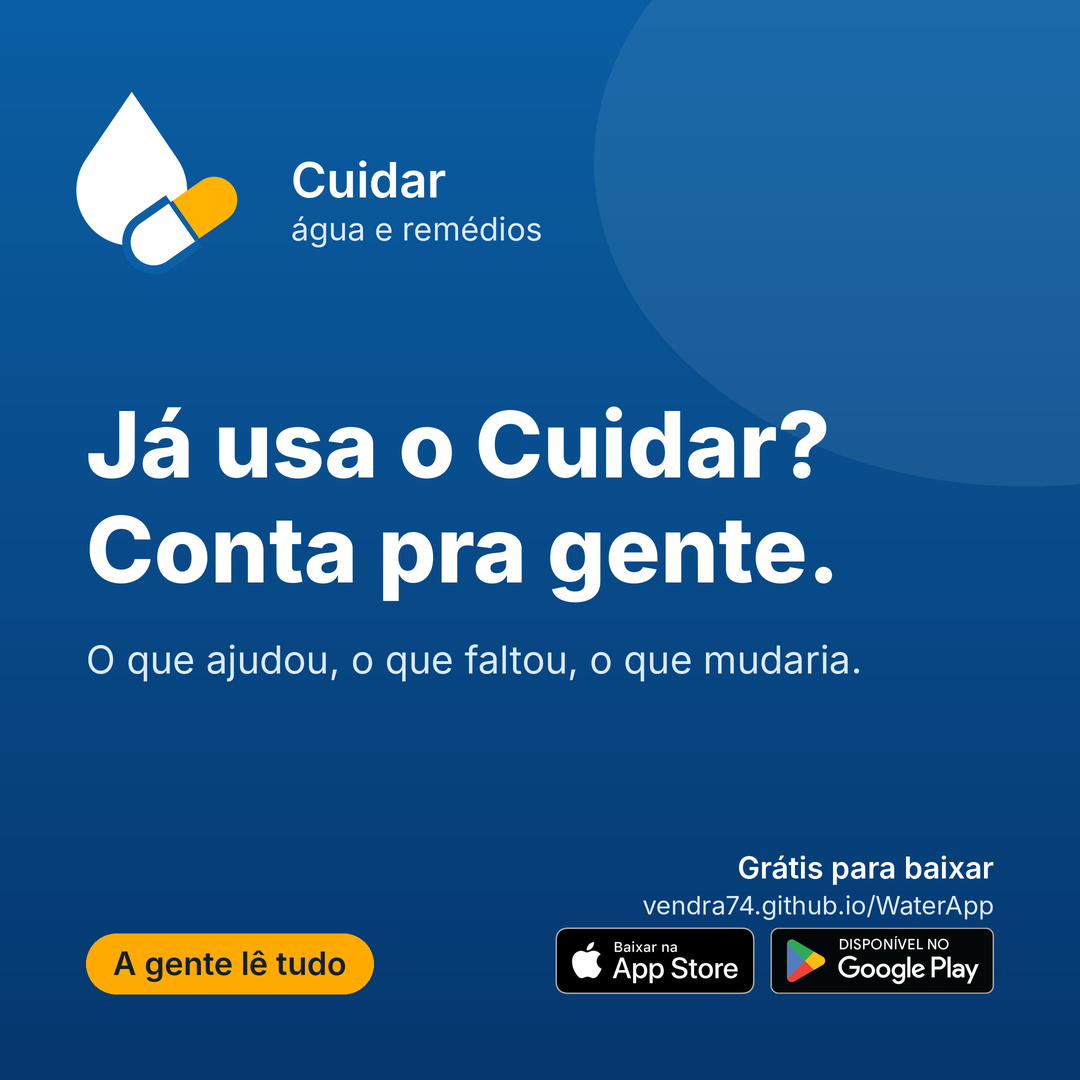 Cuidar
água e remédios
Já usa o Cuidar?
Conta pra gente.
O que ajudou, o que faltou, o que mudaria.
Grátis para baixar
vendra74.github.io/WaterApp
A gente lê tudo
Baixar na
App Store
DISPONÍVEL NO
Google Play